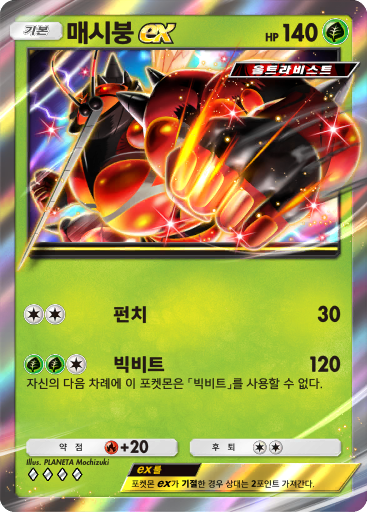 기본 매시붕 ex HP 140
울트라비스트
펀치 30
빅비트 120
자신의 다음 차례에 이 포켓몬은 「빅비트」를 사용할 수 없다.
약점 +20 후퇴
Illus. PLANETA Mochizuki
ex룰
포켓몬 ex가 기절한 경우 상대는 2포인트 가져간다.